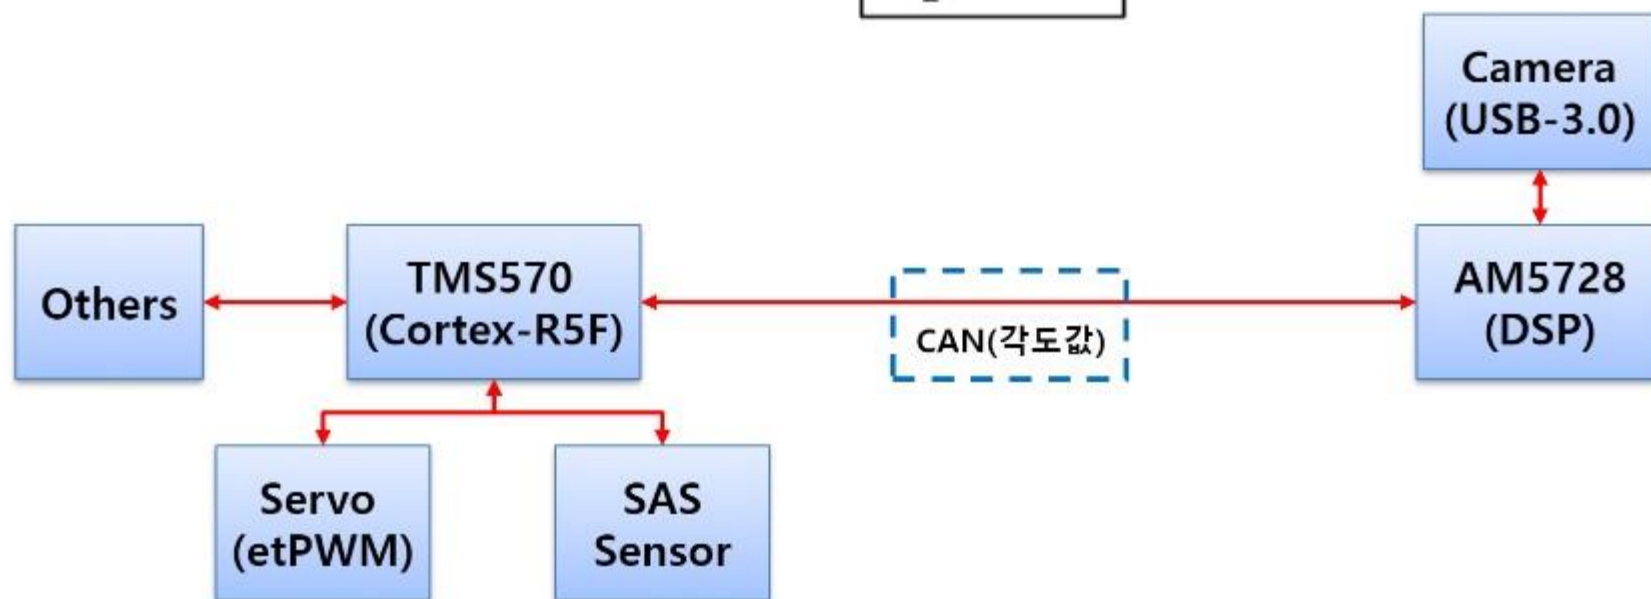 Camera
(USB-3.0)
Others
TMS570
(Cortex-R5F)
CAN(각도값)
AM5728
(DSP)
Servo
(etPWM)
SAS
Sensor